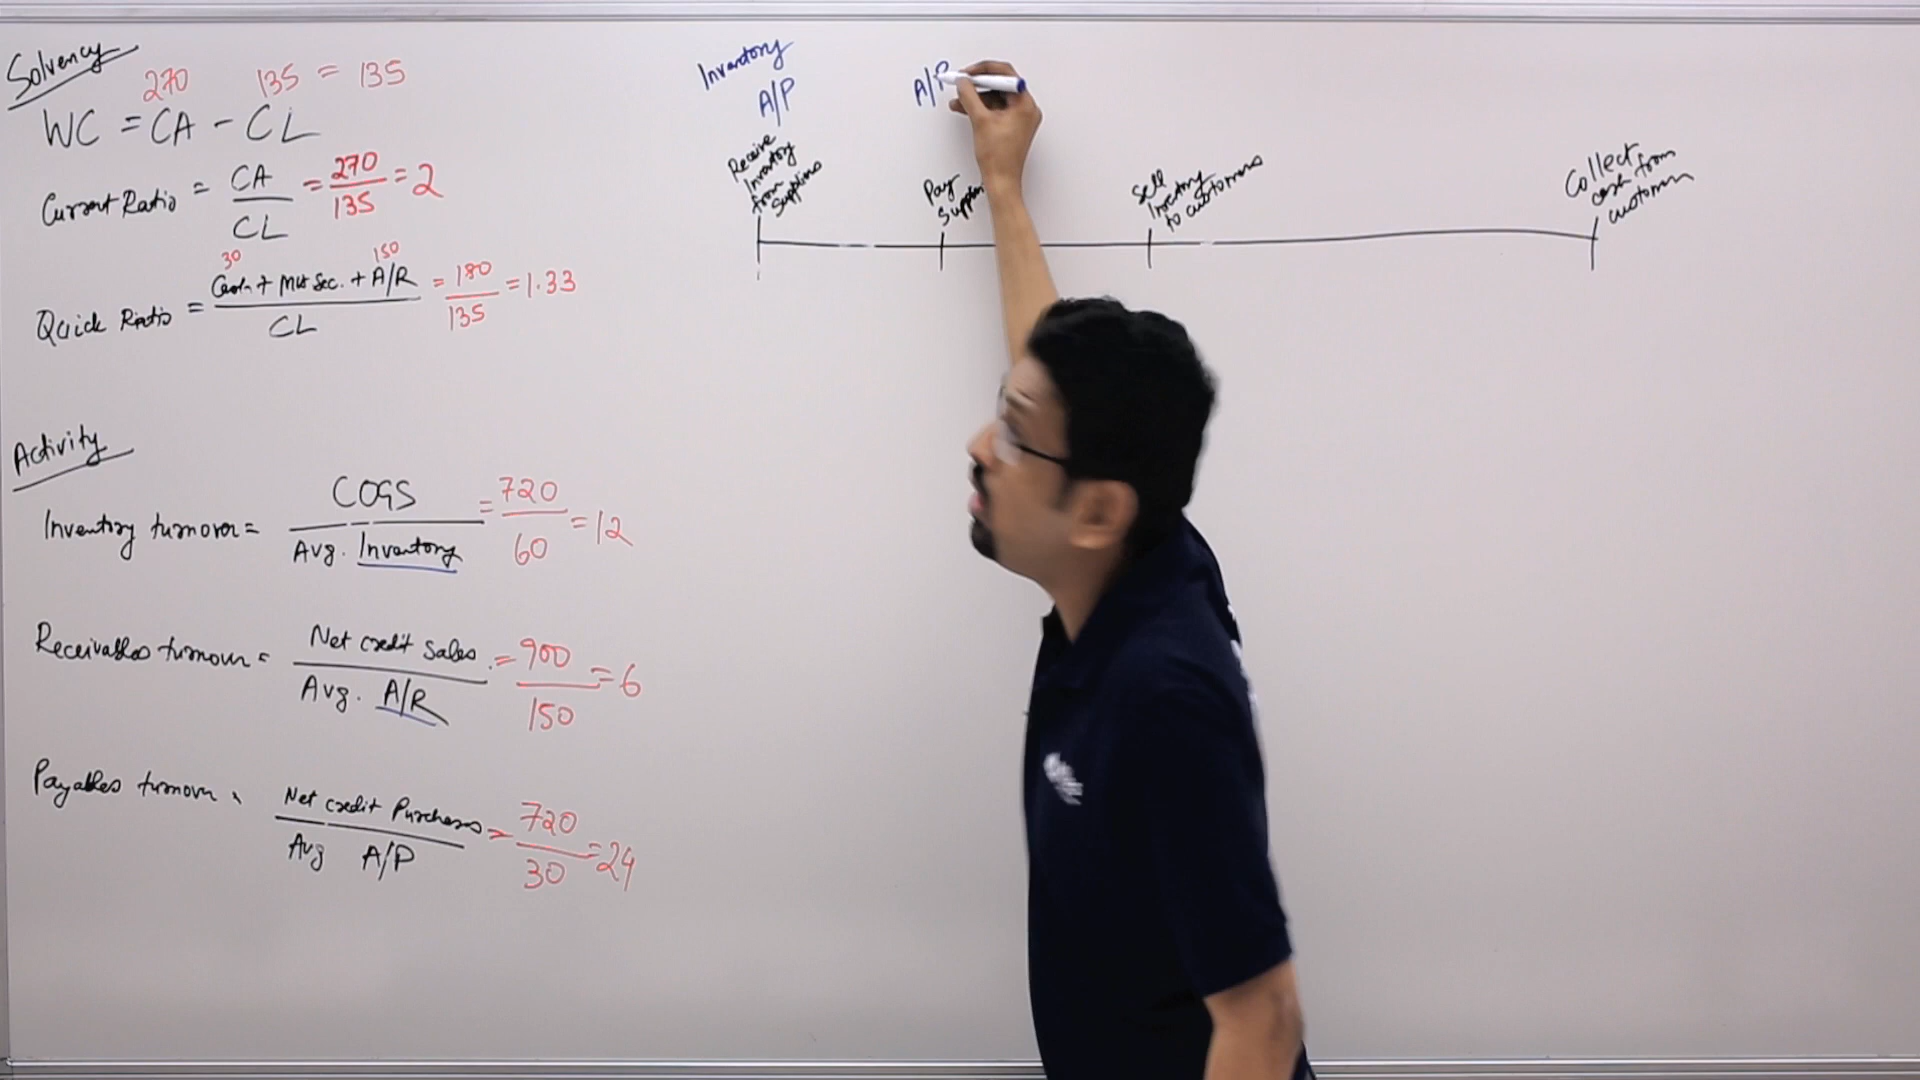 Solvency
270 135 = 135
WC = CA - CL
Current Ratio = CA / CL = 270 / 135 = 2
30 150
Quick Ratio = Cash + Mkt Sec. + A/R / CL = 180 / 135 = 1.33
Activity
Inventory turnover = COGS / Avg. Inventory = 720 / 60 = 12
Receivables turnover = Net credit Sales / Avg. A/R = 900 / 150 = 6
Payables turnover = Net credit Purchases / Avg A/P = 720 / 30 = 24
Inventory
A/P
Receive
Inventory
from
Suppliers
A/P
Pay
Sell
Inventory
to customers
Collect
cash from
customers